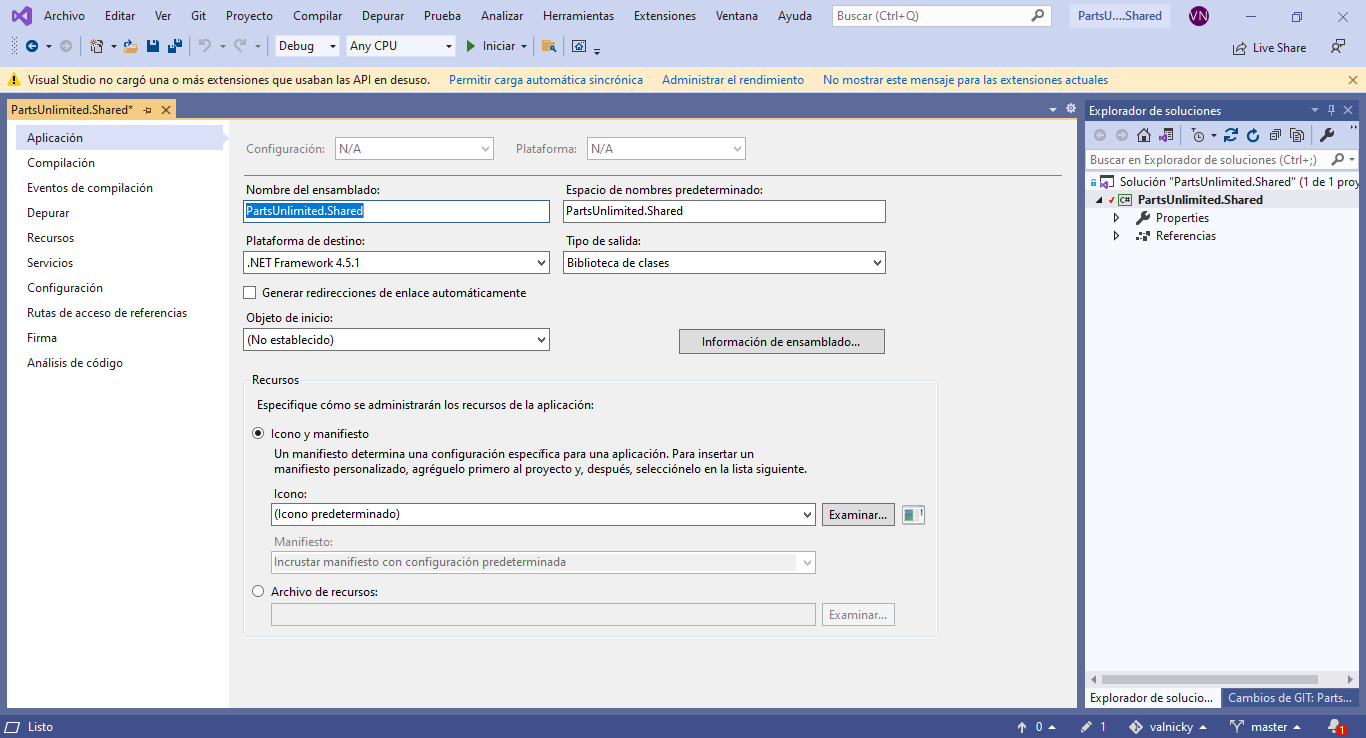 Archivo Editar Ver Git Proyecto Compilar Depurar Prueba Analizar Herramientas Extensiones Ventana Ayuda Buscar (Ctrl+Q) PartsU....Shared VN
Debug Any CPU Iniciar Live Share
Visual Studio no cargó una o más extensiones que usaban las API en desuso. Permitir carga automática sincrónica Administrar el rendimiento No mostrar este mensaje para las extensiones actuales
PartsUnlimited.Shared*
Aplicación
Compilación
Eventos de compilación
Depurar
Recursos
Servicios
Configuración
Rutas de acceso de referencias
Firma
Análisis de código
Configuración: N/A Plataforma: N/A
Nombre del ensamblado: Espacio de nombres predeterminado:
PartsUnlimited.Shared PartsUnlimited.Shared
Plataforma de destino: Tipo de salida:
.NET Framework 4.5.1 Biblioteca de clases
Generar redirecciones de enlace automáticamente
Objeto de inicio:
(No establecido) Información de ensamblado...
Recursos
Especifique cómo se administrarán los recursos de la aplicación:
Icono y manifiesto
Un manifiesto determina una configuración específica para una aplicación. Para insertar un
manifiesto personalizado, agréguelo primero al proyecto y, después, selecciónelo en la lista siguiente.
Icono:
(Icono predeterminado) Examinar...
Manifiesto:
Incrustar manifiesto con configuración predeterminada
Archivo de recursos:
Examinar...
Explorador de soluciones
Buscar en Explorador de soluciones (Ctrl+;)
Solución "PartsUnlimited.Shared" (1 de 1 proy
C# PartsUnlimited.Shared
Properties
Referencias
Explorador de solucio... Cambios de GIT: Parts...
Listo 0 1 valnicky master 1